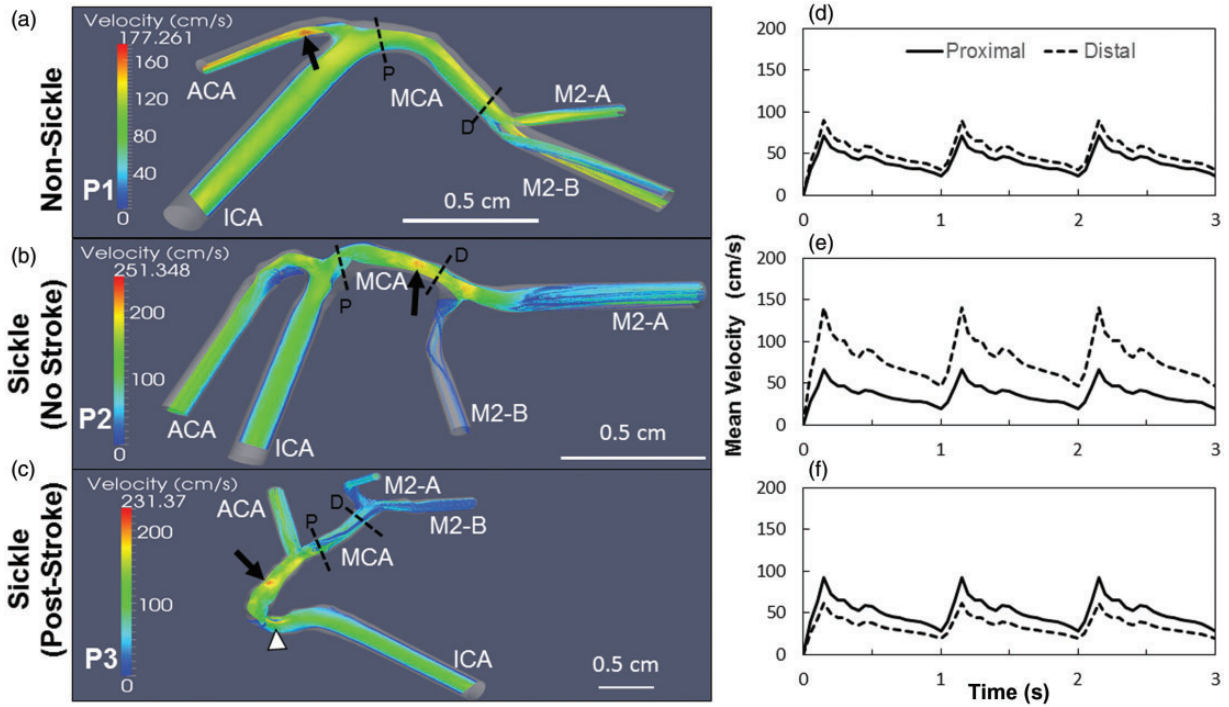 (a)
Non-Sickle
Velocity (cm/s)
177.261
160
120
80
40
0
P1
ACA
ICA
P
MCA
D
M2-A
M2-B
0.5 cm
(b)
Sickle
(No Stroke)
Velocity (cm/s)
251.348
200
100
0
P2
ACA
ICA
P
MCA
D
M2-A
M2-B
0.5 cm
(c)
Sickle
(Post-Stroke)
Velocity (cm/s)
231.37
200
100
0
P3
ACA
P
D
MCA
M2-A
M2-B
ICA
0.5 cm
Mean Velocity (cm/s)
(d)
Proximal Distal
200
150
100
50
0
0 1 2 3
(e)
200
150
100
50
0
0 1 2 3
(f)
200
150
100
50
0
0 1 2 3
Time (s)